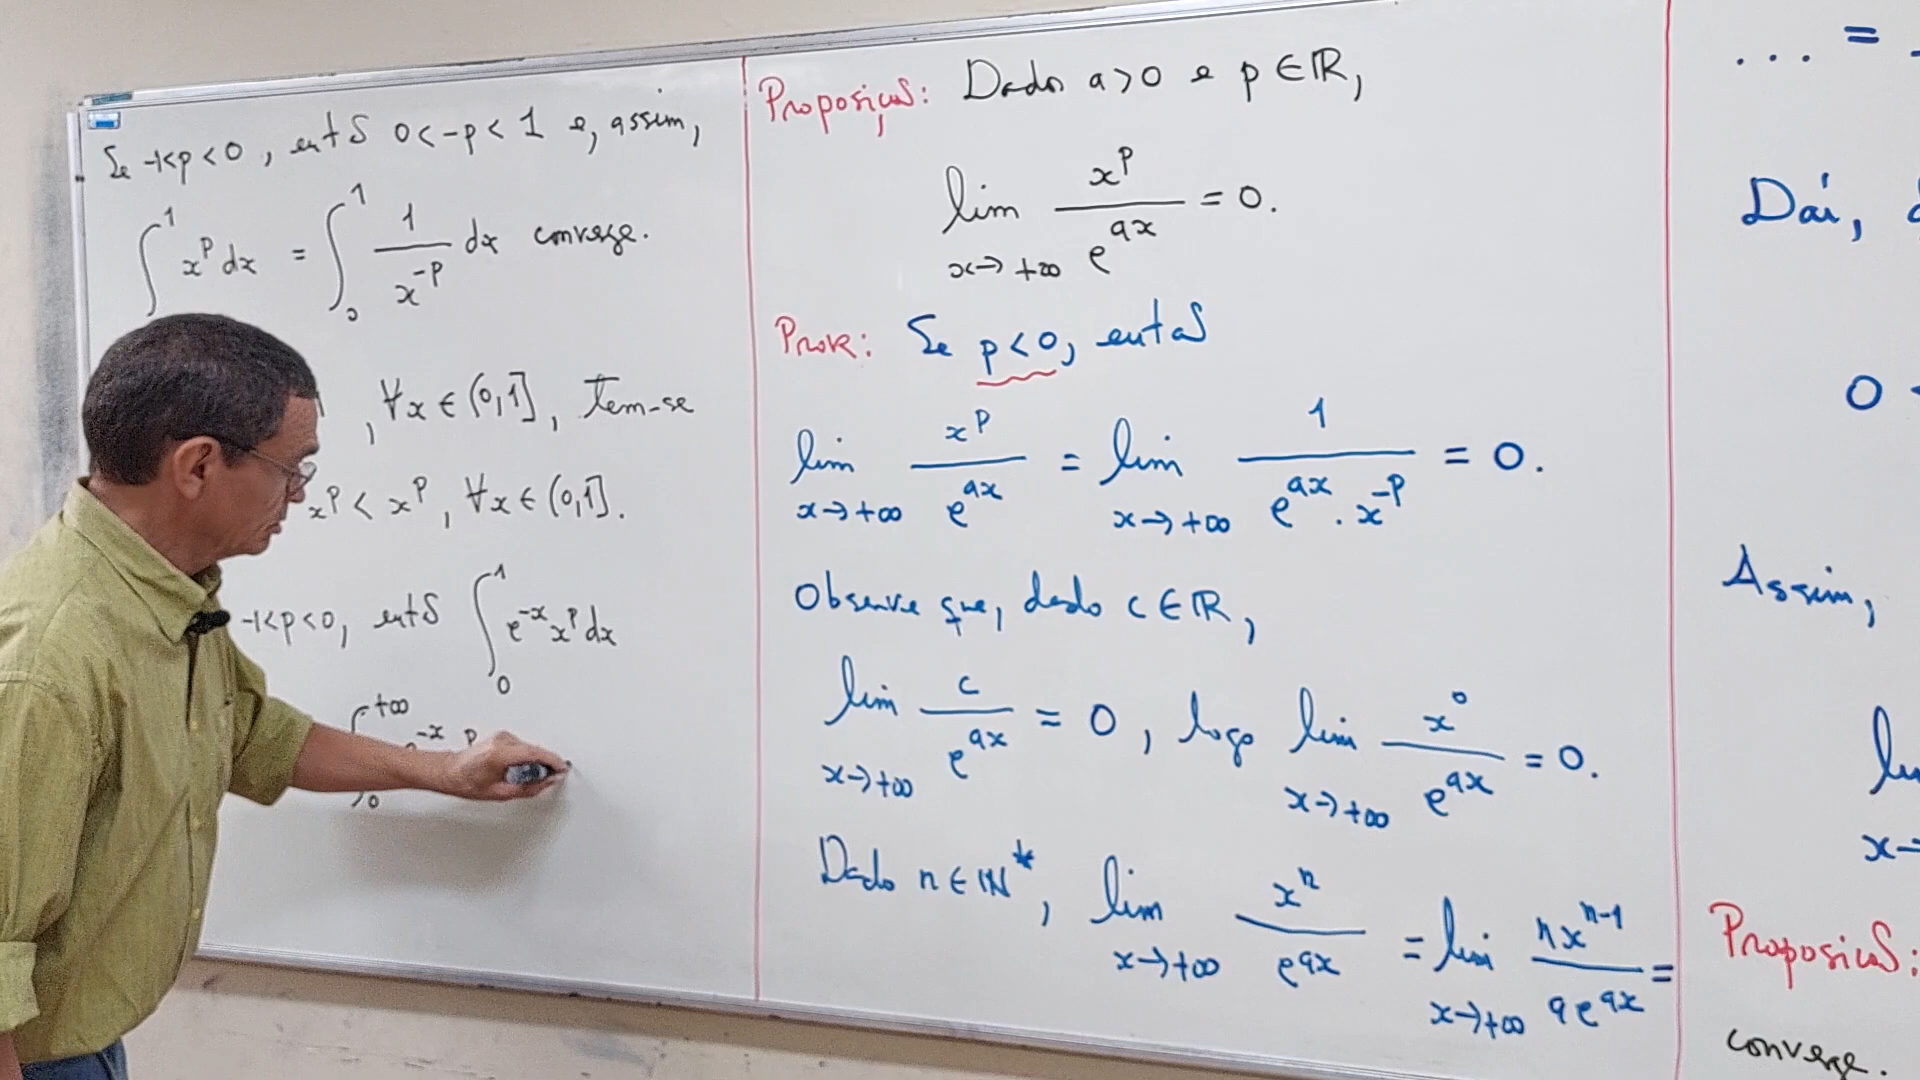 Se -1<p<0, então 0<-p<1 e, assim,
∫₀¹ x^p dx = ∫₀¹ 1/x^{-p} dx converge.
, ∀x ∈ (0,1], tem-se
x^p < x^p, ∀x ∈ (0,1].
-1<p<0, então ∫₀¹ e^{-x} x^p dx
∫₀^{+∞} e^{-x} x^p
Proposição: Dados a>0 e p ∈ ℝ,
lim_{x→+∞} x^p/e^{ax} = 0.
Prova: Se p<0, então
lim_{x→+∞} x^p/e^{ax} = lim_{x→+∞} 1/(e^{ax} . x^{-p}) = 0.
Observe que, dado c ∈ ℝ,
lim_{x→+∞} c/e^{ax} = 0, logo lim_{x→+∞} x^0/e^{ax} = 0.
Dado n ∈ ℕ*, lim_{x→+∞} x^n/e^{ax} = lim_{x→+∞} nx^{n-1}/ae^{ax} =
... =
Daí,
0
Assim,
x→
Proposição:
converge.